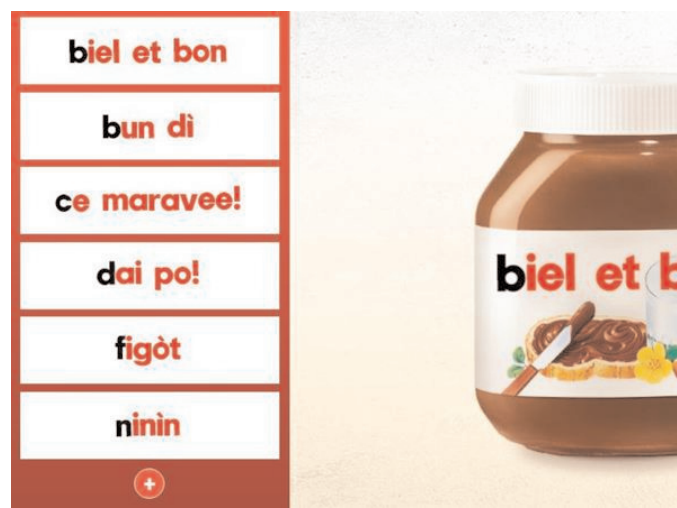 biel et bon
bun dì
ce maravee!
dai po!
figòt
ninìn
biel et b